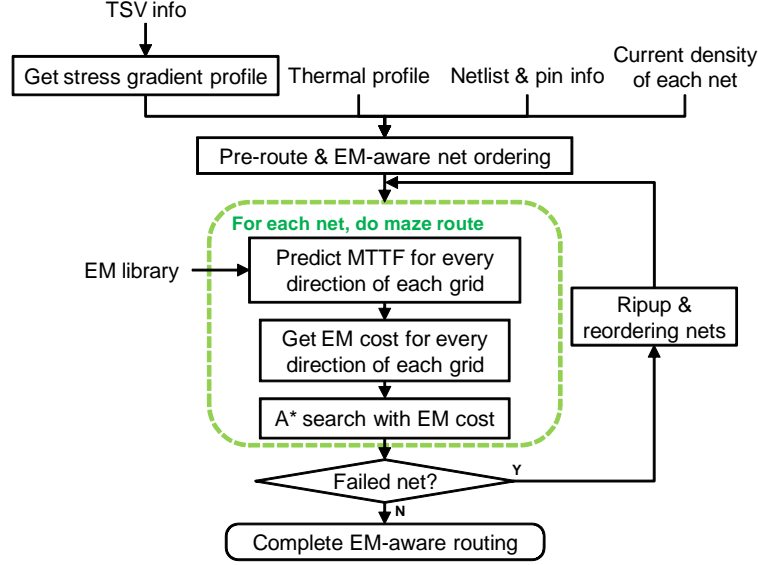 TSV info
Get stress gradient profile
Thermal profile
Netlist & pin info
Current density
of each net
Pre-route & EM-aware net ordering
For each net, do maze route
EM library
Predict MTTF for every
direction of each grid
Get EM cost for every
direction of each grid
Ripup &
reordering nets
A* search with EM cost
Failed net?
Y
N
Complete EM-aware routing